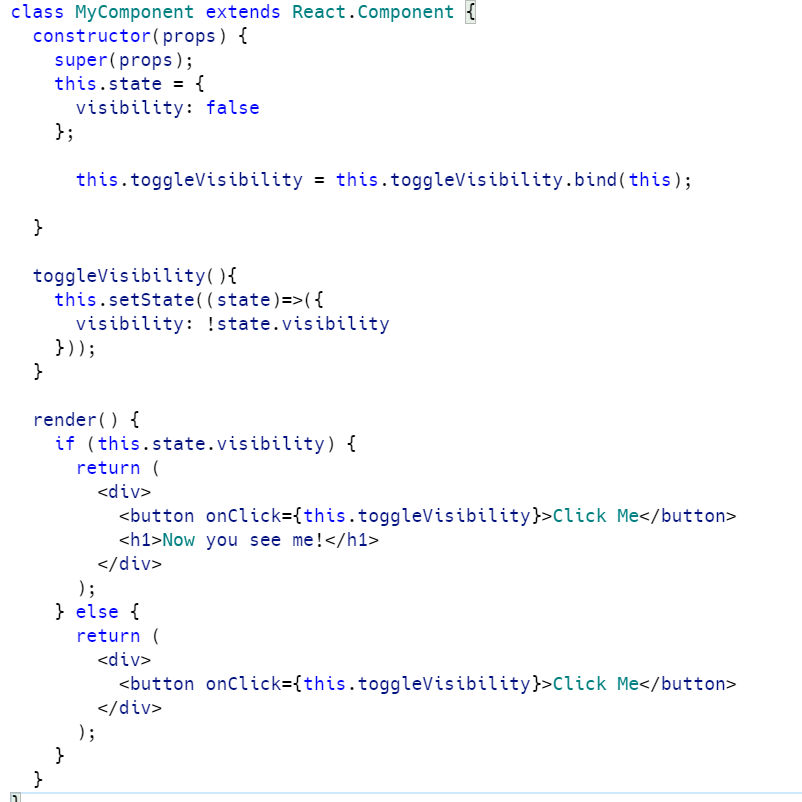 class MyComponent extends React.Component {
  constructor(props) {
    super(props);
    this.state = {
      visibility: false
    };

      this.toggleVisibility = this.toggleVisibility.bind(this);

  }

  toggleVisibility(){
    this.setState((state)=>({
      visibility: !state.visibility
    }));
  }

  render() {
    if (this.state.visibility) {
      return (
        <div>
          <button onClick={this.toggleVisibility}>Click Me</button>
          <h1>Now you see me!</h1>
        </div>
      );
    } else {
      return (
        <div>
          <button onClick={this.toggleVisibility}>Click Me</button>
        </div>
      );
    }
  }
}